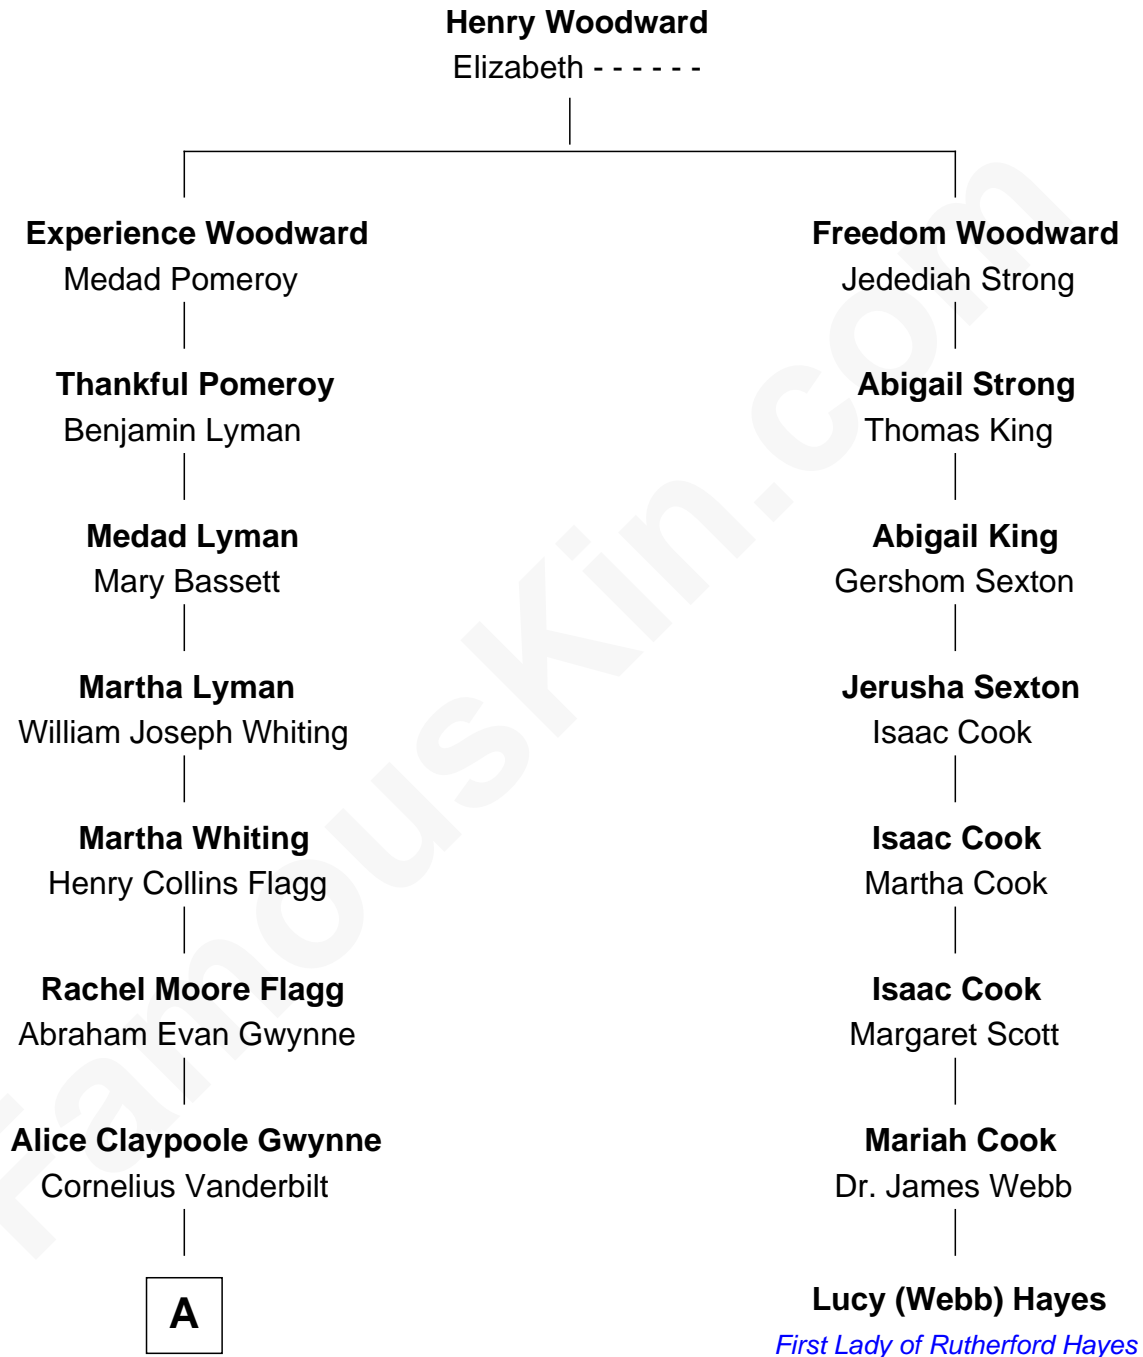 Henry Woodward
Elizabeth - - - - - -
Experience Woodward
Medad Pomeroy
Freedom Woodward
Jedediah Strong
Thankful Pomeroy
Benjamin Lyman
Abigail Strong
Thomas King
Medad Lyman
Mary Bassett
Abigail King
Gershom Sexton
Martha Lyman
William Joseph Whiting
Jerusha Sexton
Isaac Cook
Martha Whiting
Henry Collins Flagg
Isaac Cook
Martha Cook
Rachel Moore Flagg
Abraham Evan Gwynne
Isaac Cook
Margaret Scott
Alice Claypoole Gwynne
Cornelius Vanderbilt
Mariah Cook
Dr. James Webb
A
Lucy (Webb) Hayes
First Lady of Rutherford Hayes
FamousKin.com